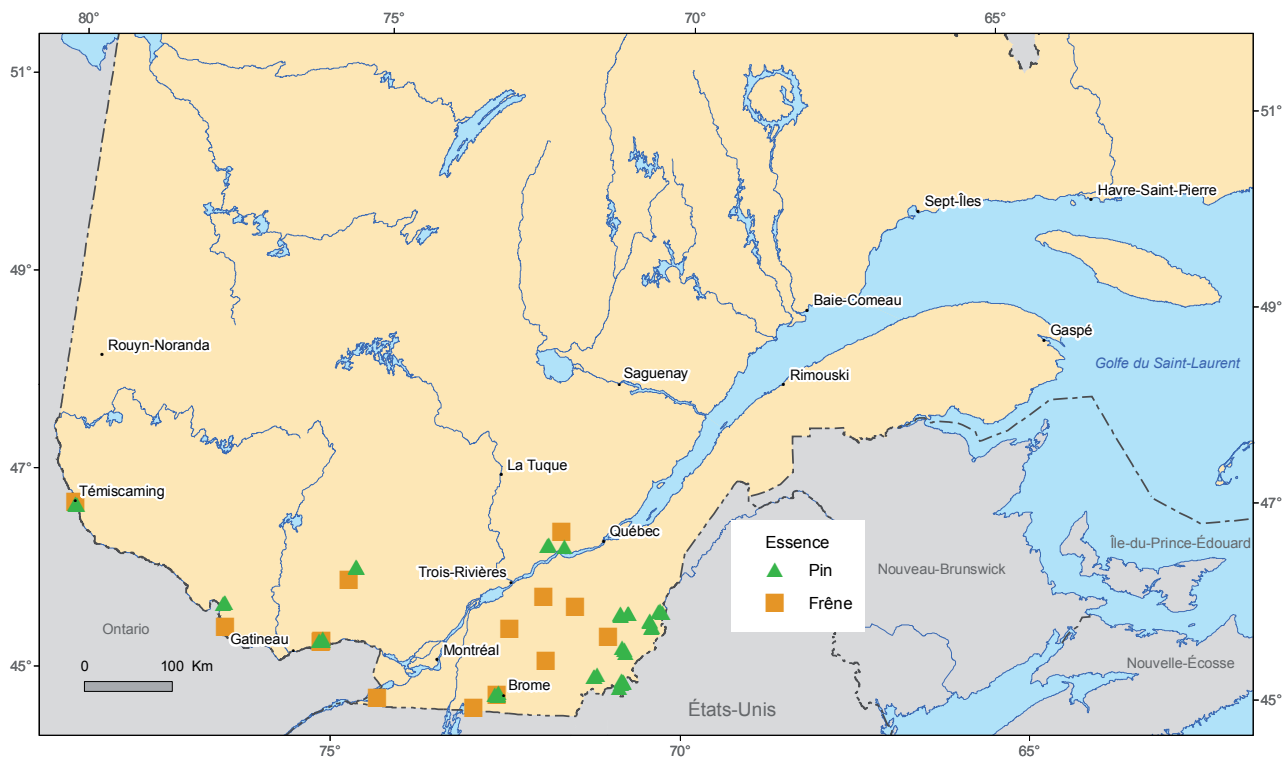 80°
75°
70°
65°
51°
51°
Havre-Saint-Pierre
Sept-Îles
49°
49°
Baie-Comeau
Gaspé
Rouyn-Noranda
Golfe du Saint-Laurent
Saguenay
Rimouski
47°
La Tuque
47°
Témiscaming
Québec
Essence
Île-du-Prince-Édouard
Trois-Rivières
Pin
Nouveau-Brunswick
Frêne
Ontario
Gatineau
Montréal
45°
0 100 Km
Nouvelle-Écosse
Brome
45°
États-Unis
75°
70°
65°